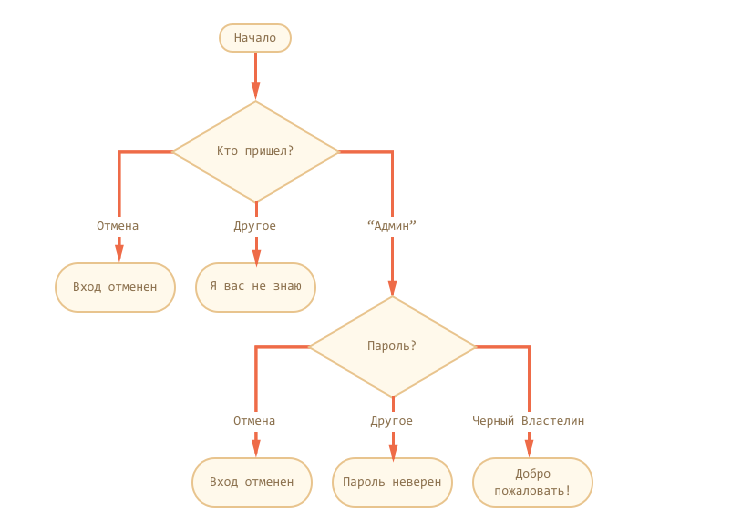 Начало
Кто пришел?
Отмена
Другое
“Админ”
Вход отменен
Я вас не знаю
Пароль?
Отмена
Другое
Черный Властелин
Вход отменен
Пароль неверен
Добро
пожаловать!